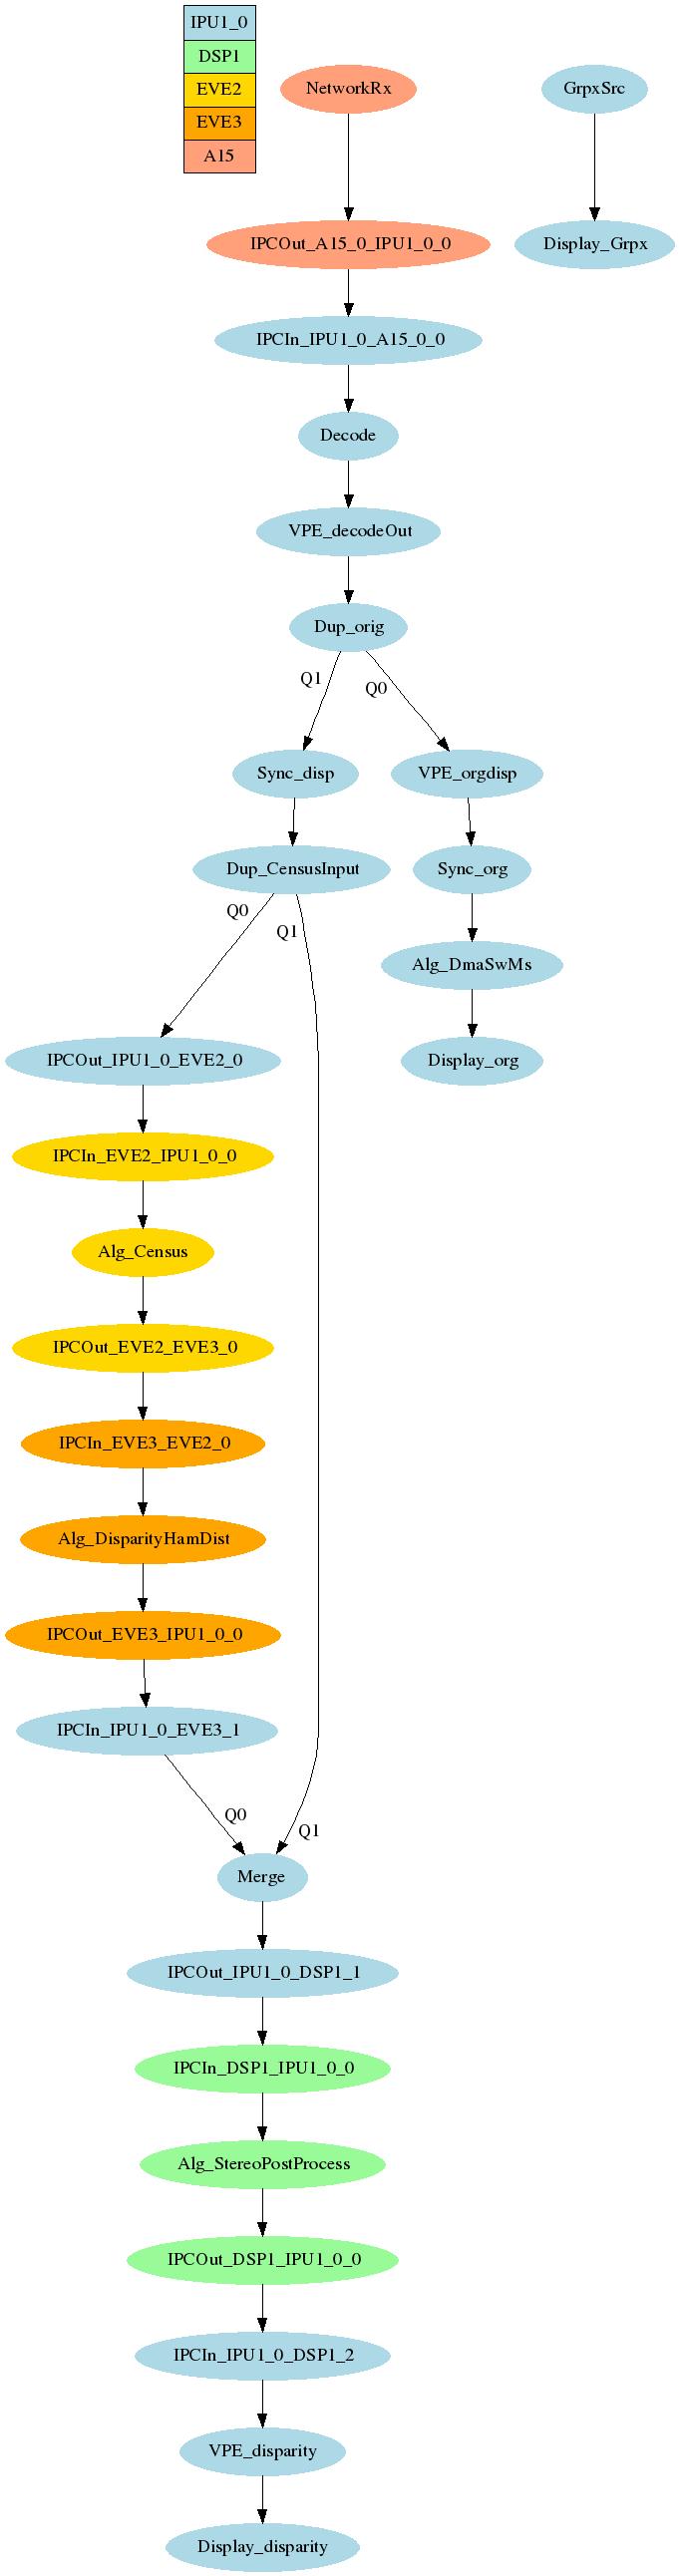 IPU1_0
DSP1
EVE2
EVE3
A15
NetworkRx
GrpxSrc
IPCOut_A15_0_IPU1_0_0
Display_Grpx
IPCIn_IPU1_0_A15_0_0
Decode
VPE_decodeOut
Dup_orig
Q1
Q0
Sync_disp
VPE_orgdisp
Dup_CensusInput
Sync_org
Q0
Q1
Alg_DmaSwMs
IPCOut_IPU1_0_EVE2_0
Display_org
IPCIn_EVE2_IPU1_0_0
Alg_Census
IPCOut_EVE2_EVE3_0
IPCIn_EVE3_EVE2_0
Alg_DisparityHamDist
IPCOut_EVE3_IPU1_0_0
IPCIn_IPU1_0_EVE3_1
Q0
Q1
Merge
IPCOut_IPU1_0_DSP1_1
IPCIn_DSP1_IPU1_0_0
Alg_StereoPostProcess
IPCOut_DSP1_IPU1_0_0
IPCIn_IPU1_0_DSP1_2
VPE_disparity
Display_disparity